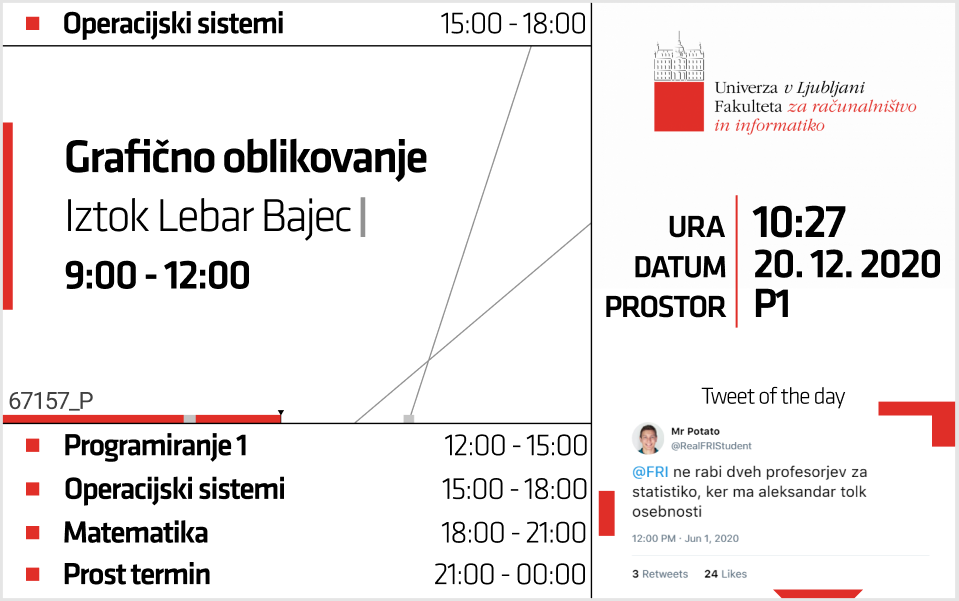 Operacijski sistemi 15:00 - 18:00
Grafično oblikovanje
Iztok Lebar Bajec
9:00 - 12:00
67157_P
Programiranje 1 12:00 - 15:00
Operacijski sistemi 15:00 - 18:00
Matematika 18:00 - 21:00
Prost termin 21:00 - 00:00
Univerza v Ljubljani
Fakulteta za računalništvo
in informatiko
URA 10:27
DATUM 20. 12. 2020
PROSTOR P1
Tweet of the day
Mr Potato
@RealFRIStudent
@FRI ne rabi dveh profesorjev za
statistiko, ker ma aleksandar tolk
osebnosti
12:00 PM · Jun 1, 2020
3 Retweets 24 Likes